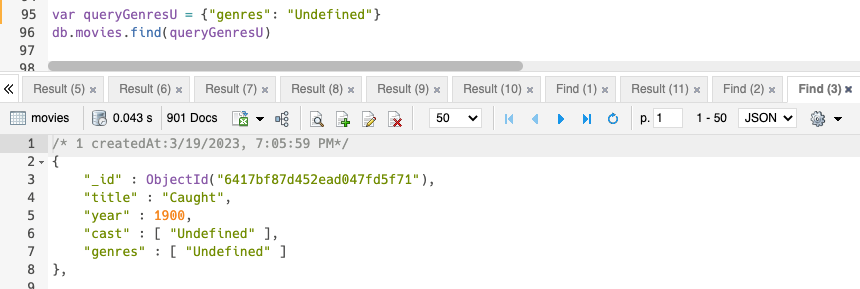 95 var queryGenresU = {"genres": "Undefined"}
96 db.movies.find(queryGenresU)
97
98
« Result (5) × Result (6) × Result (7) × Result (8) × Result (9) × Result (10) × Find (1) × Result (11) × Find (2) × Find (3) ×
movies 0.043 s 901 Docs 50 p. 1 1 - 50 JSON
1 /* 1 createdAt:3/19/2023, 7:05:59 PM*/
2 {
3 "_id" : ObjectId("6417bf87d452ead047fd5f71"),
4 "title" : "Caught",
5 "year" : 1900,
6 "cast" : [ "Undefined" ],
7 "genres" : [ "Undefined" ]
8 },
9